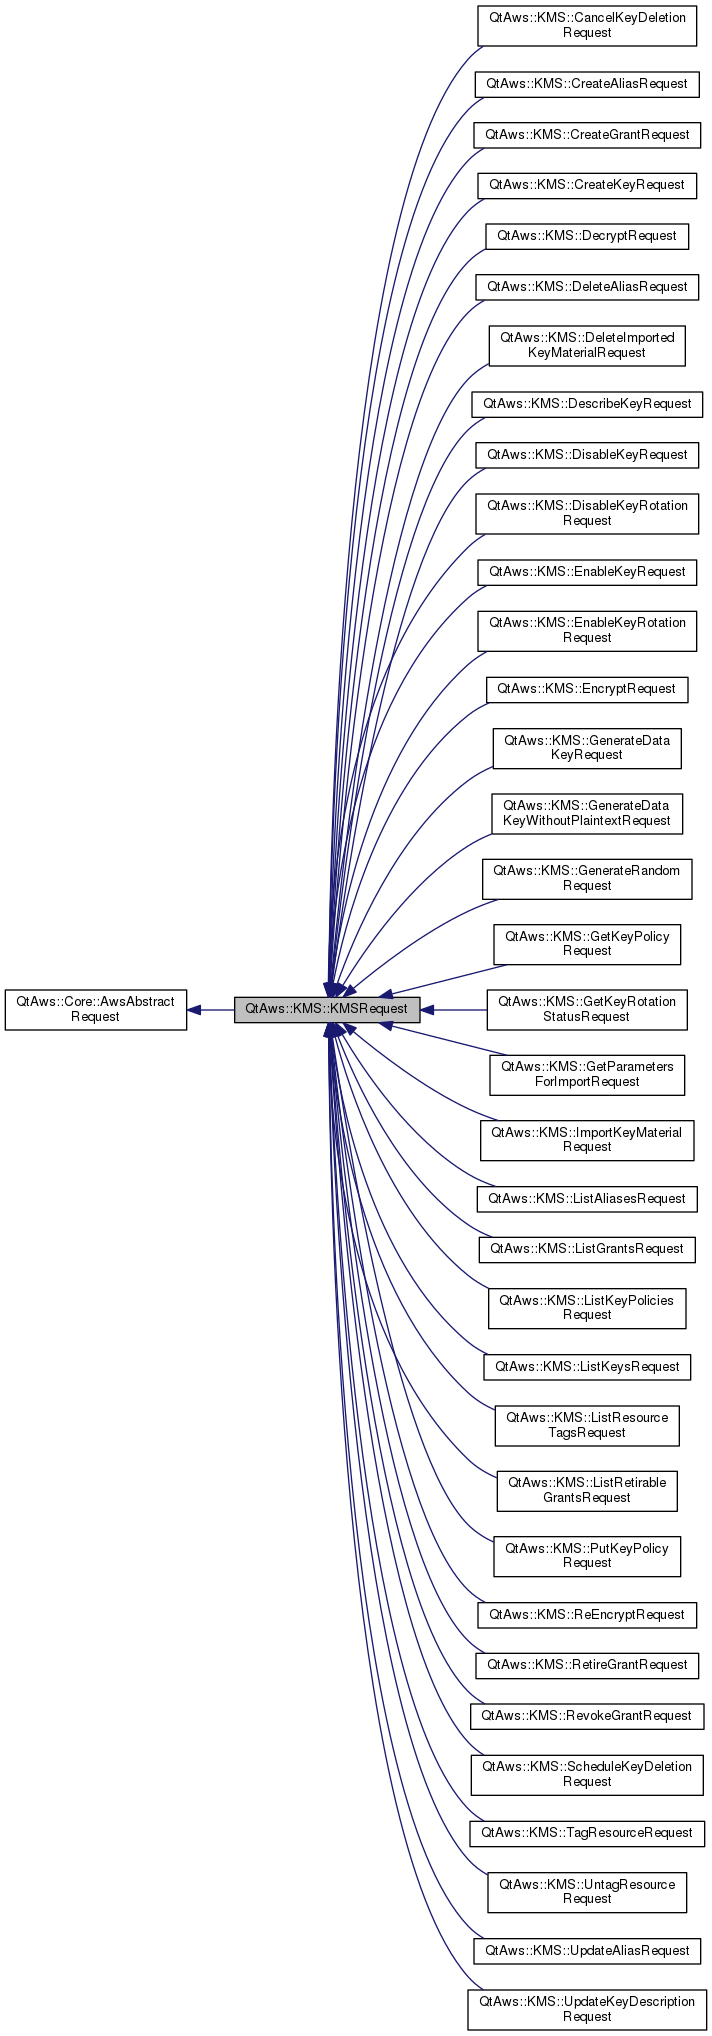 QtAws::KMS::CancelKeyDeletion
Request
QtAws::KMS::CreateAliasRequest
QtAws::KMS::CreateGrantRequest
QtAws::KMS::CreateKeyRequest
QtAws::KMS::DecryptRequest
QtAws::KMS::DeleteAliasRequest
QtAws::KMS::DeleteImported
KeyMaterialRequest
QtAws::KMS::DescribeKeyRequest
QtAws::KMS::DisableKeyRequest
QtAws::KMS::DisableKeyRotation
Request
QtAws::KMS::EnableKeyRequest
QtAws::KMS::EnableKeyRotation
Request
QtAws::KMS::EncryptRequest
QtAws::KMS::GenerateData
KeyRequest
QtAws::KMS::GenerateData
KeyWithoutPlaintextRequest
QtAws::KMS::GenerateRandom
Request
QtAws::KMS::GetKeyPolicy
Request
QtAws::Core::AwsAbstract
Request
QtAws::KMS::KMSRequest
QtAws::KMS::GetKeyRotation
StatusRequest
QtAws::KMS::GetParameters
ForImportRequest
QtAws::KMS::ImportKeyMaterial
Request
QtAws::KMS::ListAliasesRequest
QtAws::KMS::ListGrantsRequest
QtAws::KMS::ListKeyPolicies
Request
QtAws::KMS::ListKeysRequest
QtAws::KMS::ListResource
TagsRequest
QtAws::KMS::ListRetirable
GrantsRequest
QtAws::KMS::PutKeyPolicy
Request
QtAws::KMS::ReEncryptRequest
QtAws::KMS::RetireGrantRequest
QtAws::KMS::RevokeGrantRequest
QtAws::KMS::ScheduleKeyDeletion
Request
QtAws::KMS::TagResourceRequest
QtAws::KMS::UntagResource
Request
QtAws::KMS::UpdateAliasRequest
QtAws::KMS::UpdateKeyDescription
Request